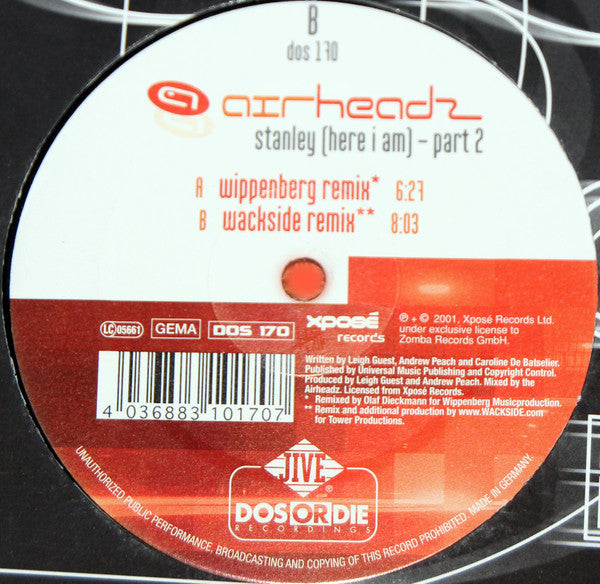 B
dos 170
airheadz
stanley (here i am) – part 2
A wippenberg remix* 6:27
B wackside remix** 8:03
LC 05661
GEMA
DOS 170
xposé
records
℗ + © 2001, Xposé Records Ltd.
under exclusive license to
Zomba Records GmbH.
4 036883 101707
Written by Leigh Guest, Andrew Peach and Caroline De Batselier.
Published by Universal Music Publishing and Copyright Control.
Produced by Leigh Guest and Andrew Peach. Mixed by the
Airheadz. Licensed from Xposé Records.
* Remixed by Olaf Dieckmann for Wippenberg Musicproduction.
** Remix and additional production by www.WACKSIDE.com
for Tower Productions.
JIVE
®
DOS OR DIE
RECORDINGS
UNAUTHORIZED PUBLIC PERFORMANCE, BROADCASTING AND COPYING OF THIS RECORD PROHIBITED. MADE IN GERMANY.